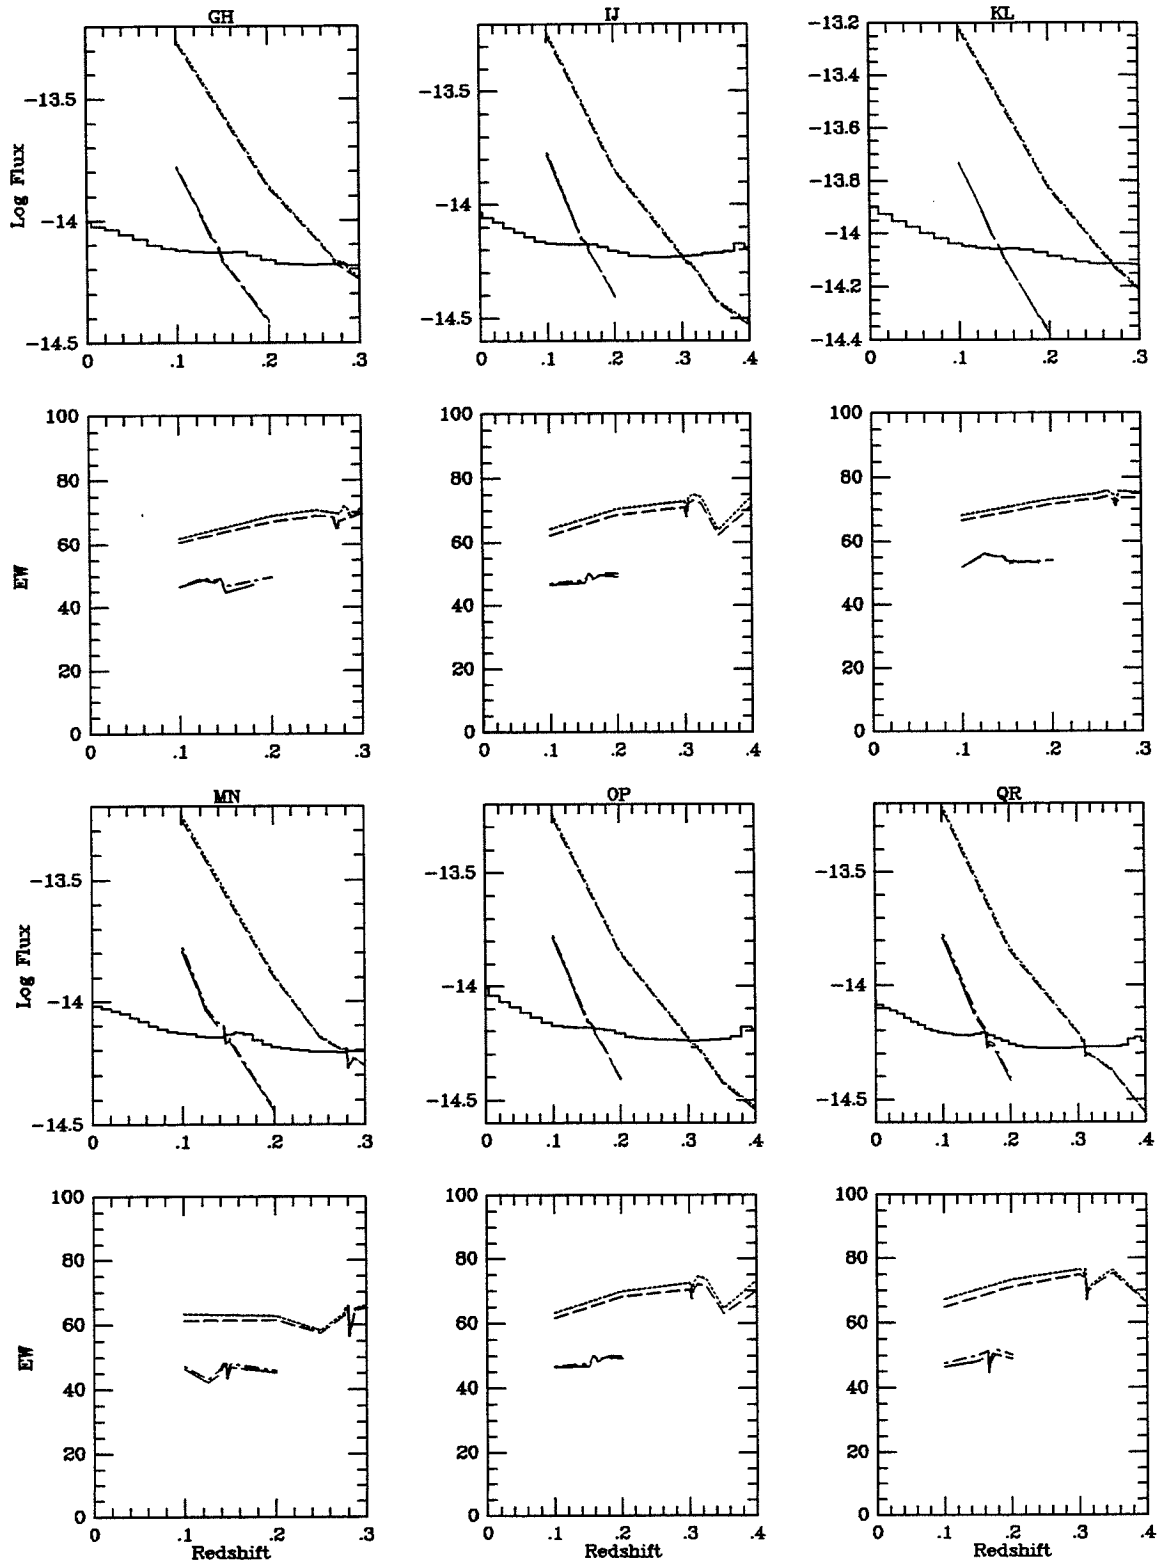 GH IJ KL
-13.2
-13.4
-13.5 -13.5 -13.6
Log Flux
-13.8
-14 -14 -14
-14.2
-14.5 -14.5 -14.4
0 .1 .2 .3 0 .1 .2 .3 .4 0 .1 .2 .3
100 100 100
80 80 80
60 60 60
EW
40 40 40
20 20 20
0 0 0
0 .1 .2 .3 0 .1 .2 .3 .4 0 .1 .2 .3
MN OP QR
-13.5 -13.5 -13.5
Log Flux
-14 -14 -14
-14.5 -14.5 -14.5
0 .1 .2 .3 0 .1 .2 .3 .4 0 .1 .2 .3 .4
100 100 100
80 80 80
60 60 60
EW
40 40 40
20 20 20
0 0 0
0 .1 .2 .3 0 .1 .2 .3 .4 0 .1 .2 .3 .4
Redshift Redshift Redshift